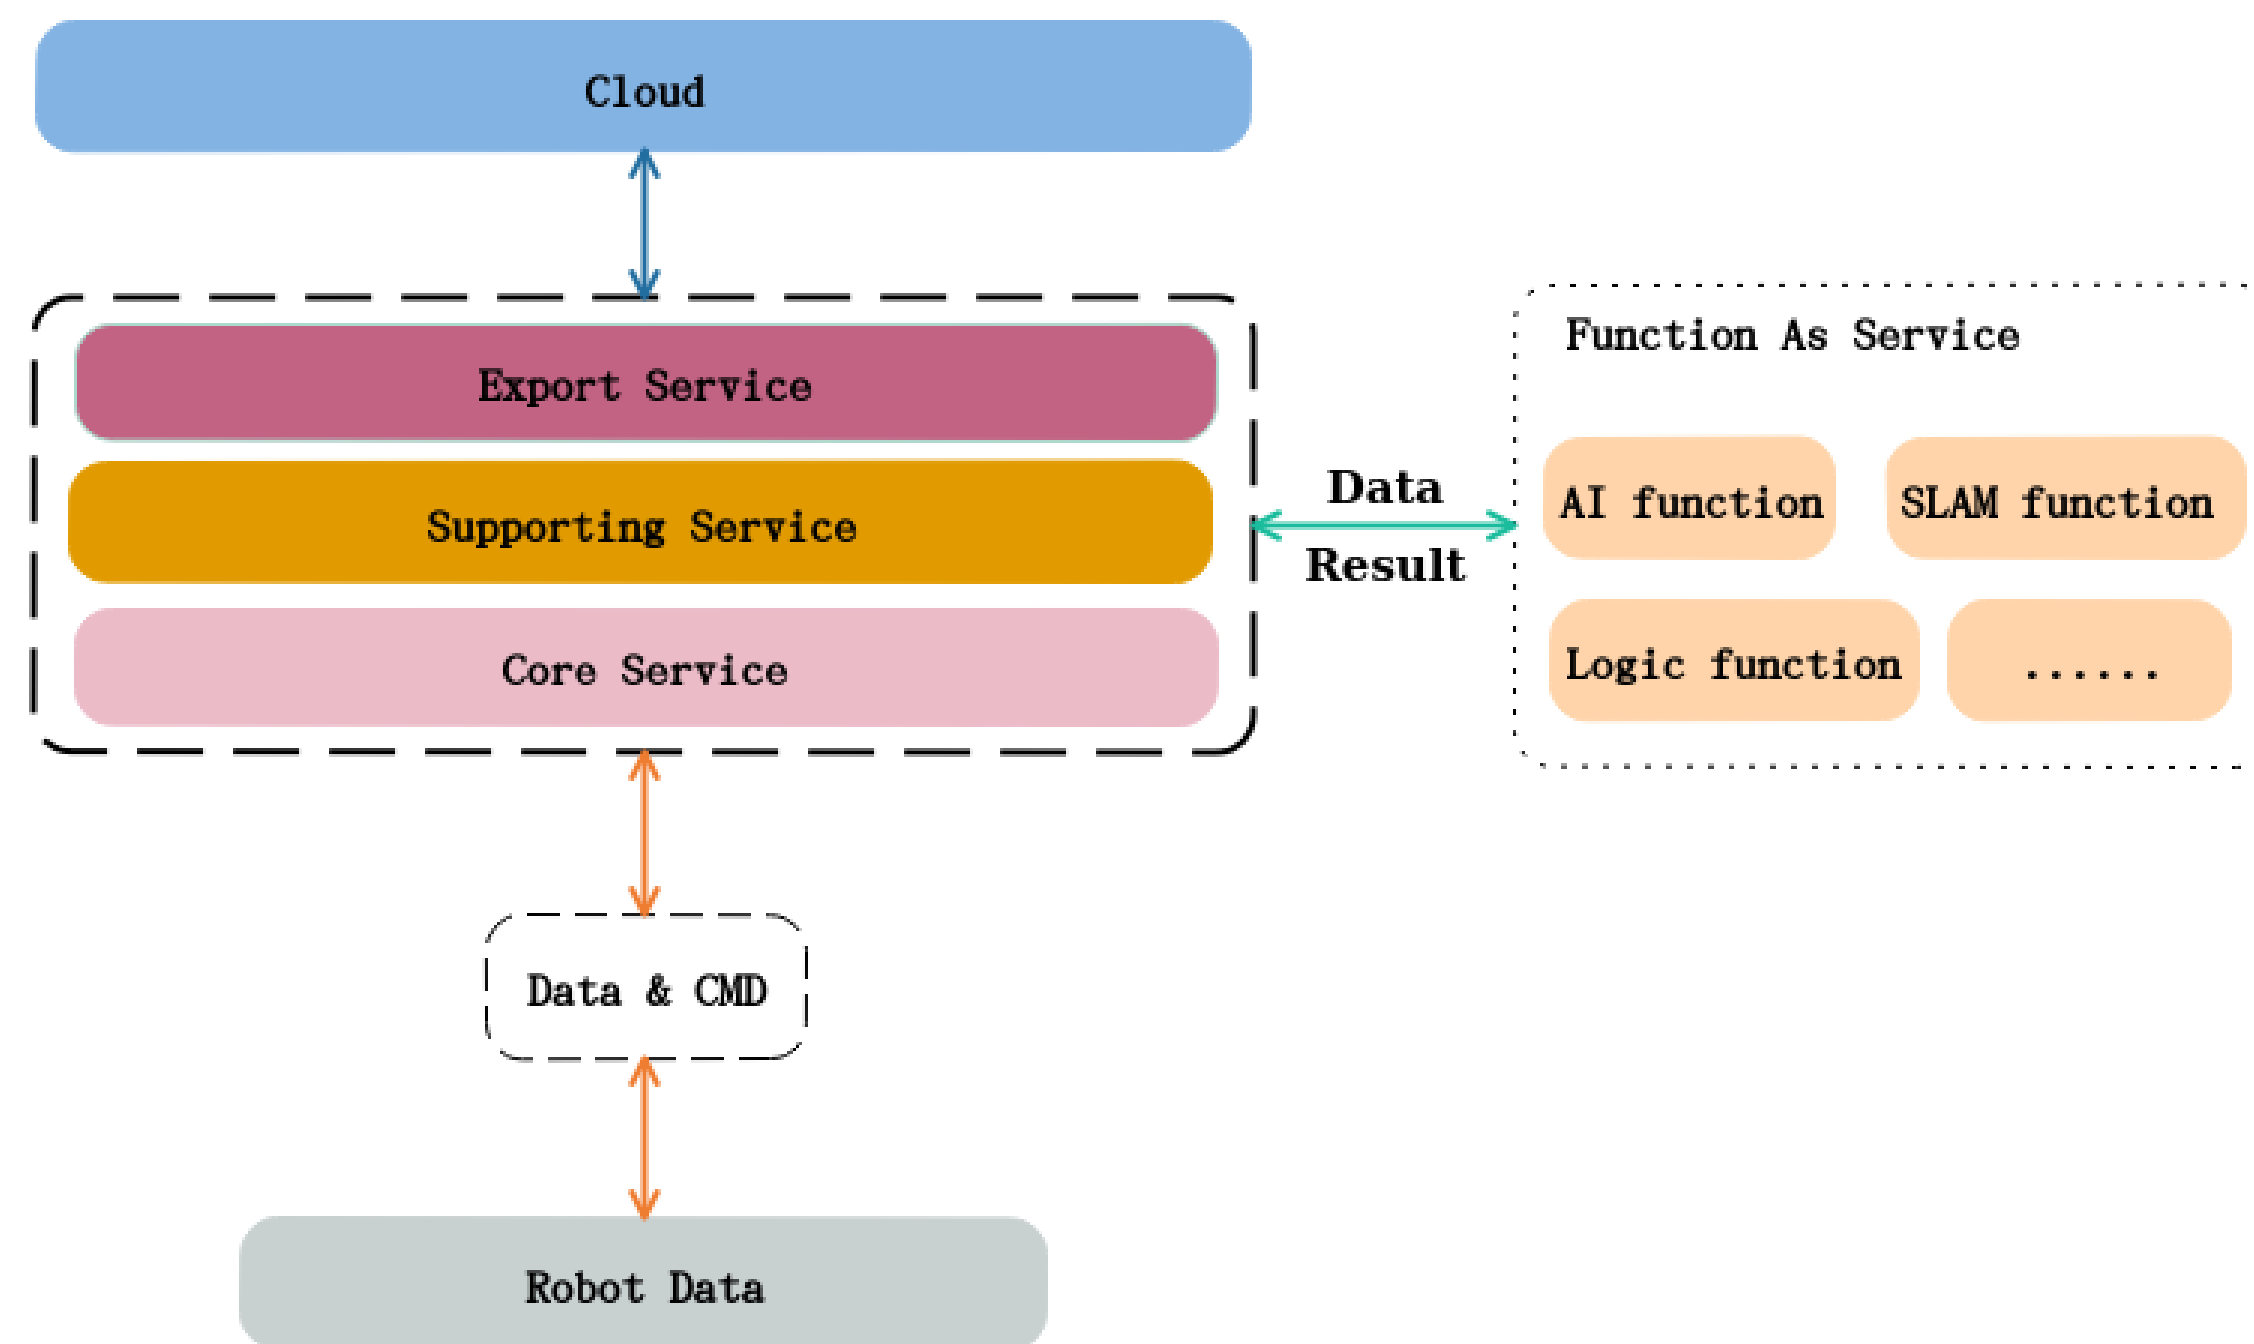 Cloud
Export Service
Supporting Service
Core Service
Data
Result
Function As Service
AI function
SLAM function
Logic function
......
Data & CMD
Robot Data